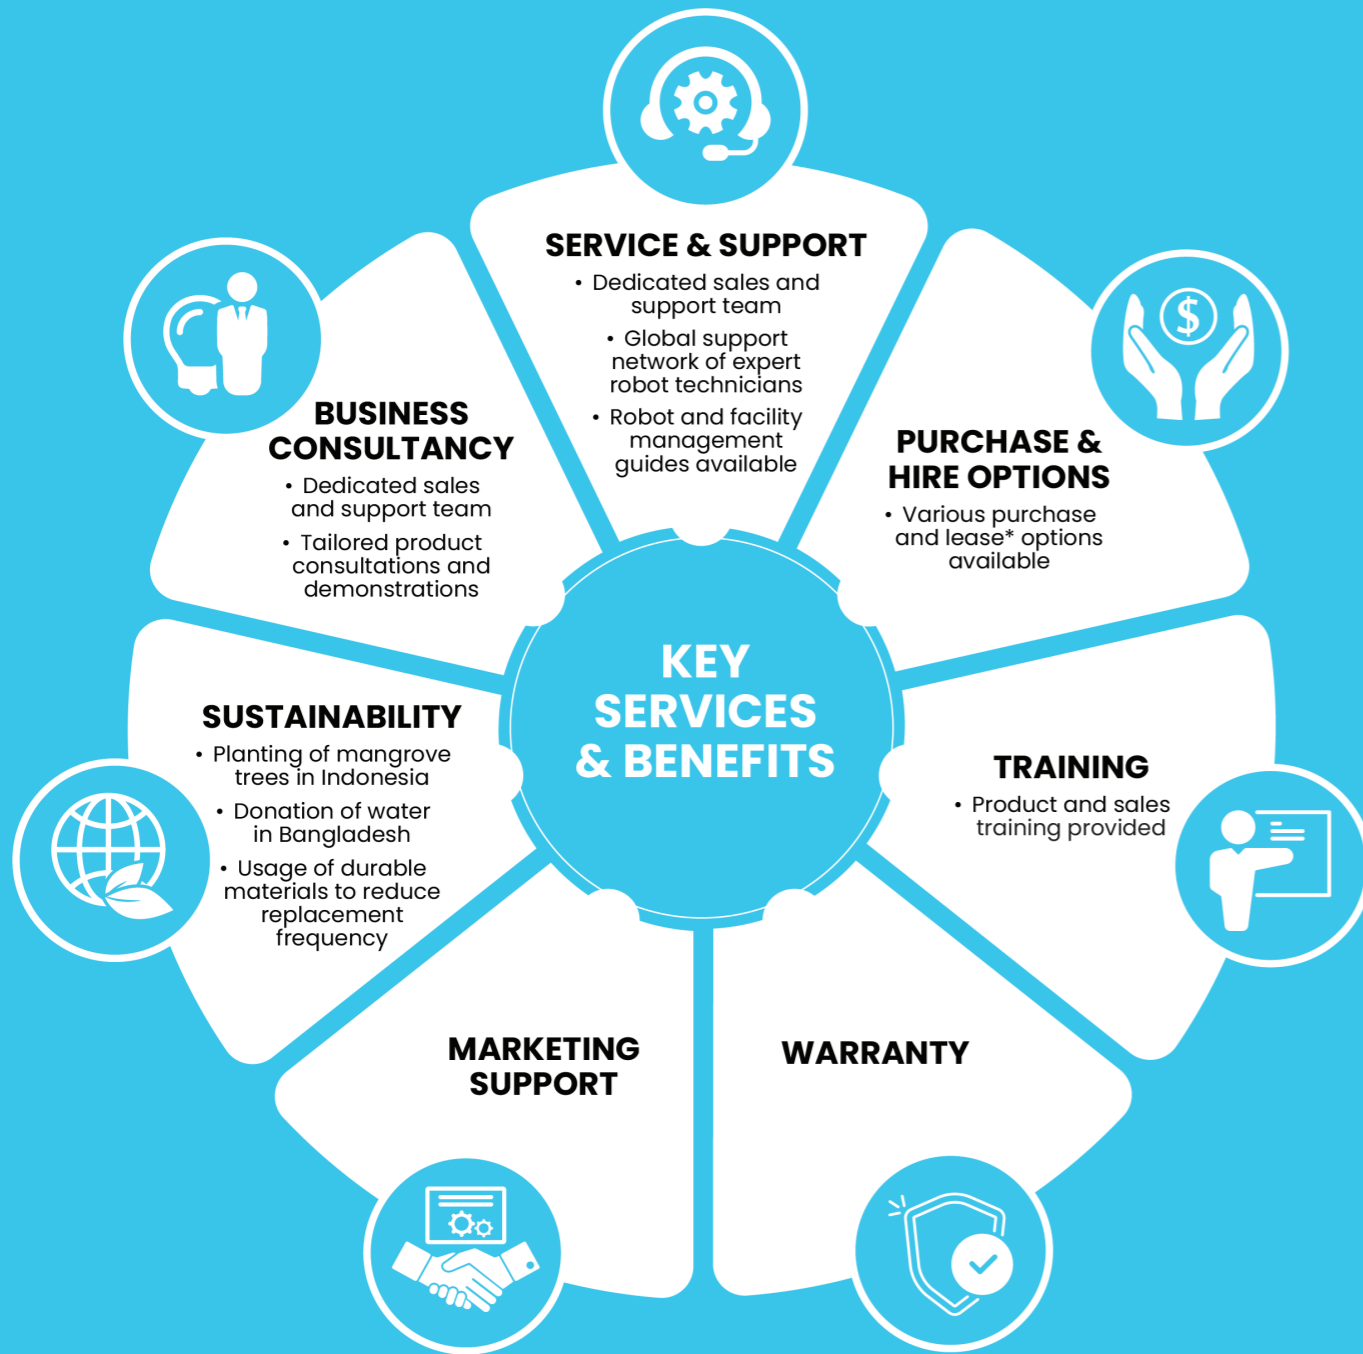 SERVICE & SUPPORT
• Dedicated sales and
support team
• Global support
network of expert
robot technicians
• Robot and facility
management
guides available
PURCHASE &
HIRE OPTIONS
• Various purchase
and lease* options
available
TRAINING
• Product and sales
training provided
WARRANTY
MARKETING
SUPPORT
SUSTAINABILITY
• Planting of mangrove
trees in Indonesia
• Donation of water
in Bangladesh
• Usage of durable
materials to reduce
replacement
frequency
BUSINESS
CONSULTANCY
• Dedicated sales
and support team
• Tailored product
consultations and
demonstrations
KEY
SERVICES
& BENEFITS
$